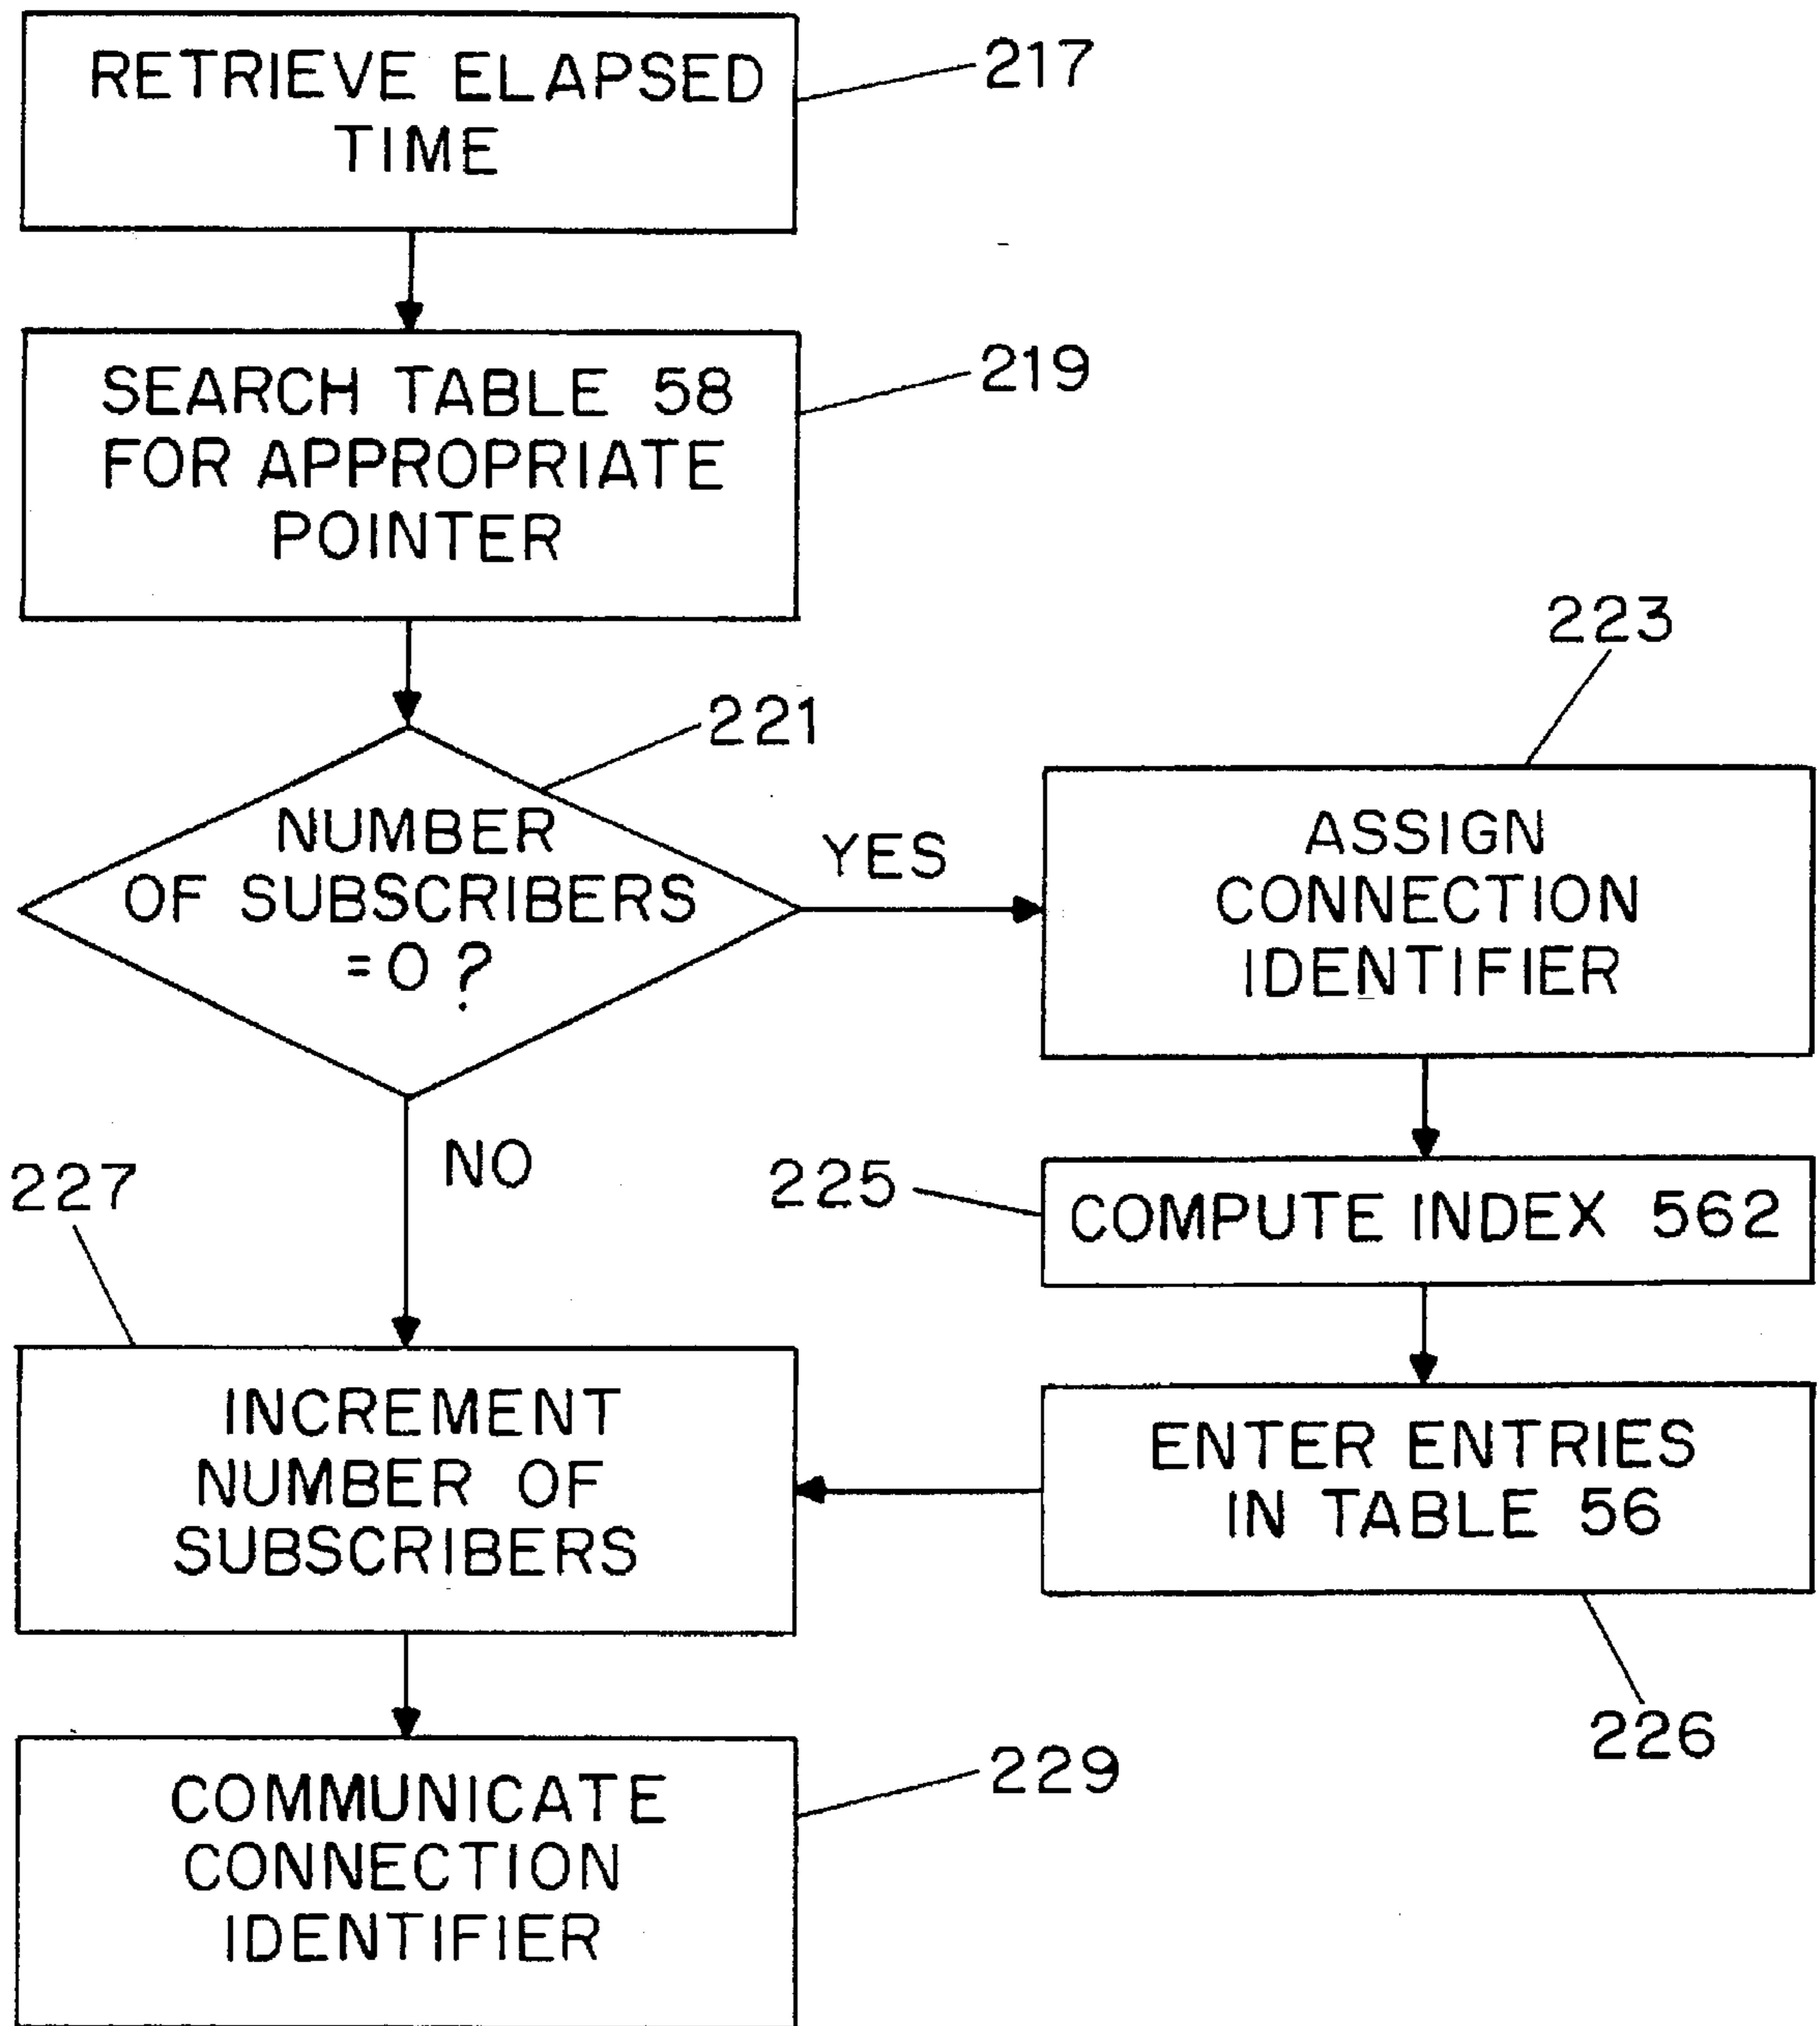 RETRIEVE ELAPSED
TIME
217
SEARCH TABLE 58
FOR APPROPRIATE
POINTER
219
NUMBER
OF SUBSCRIBERS
=0?
221
YES
NO
223
ASSIGN
CONNECTION
IDENTIFIER
225
COMPUTE INDEX 562
ENTER ENTRIES
IN TABLE 56
226
227
INCREMENT
NUMBER OF
SUBSCRIBERS
COMMUNICATE
CONNECTION
IDENTIFIER
229